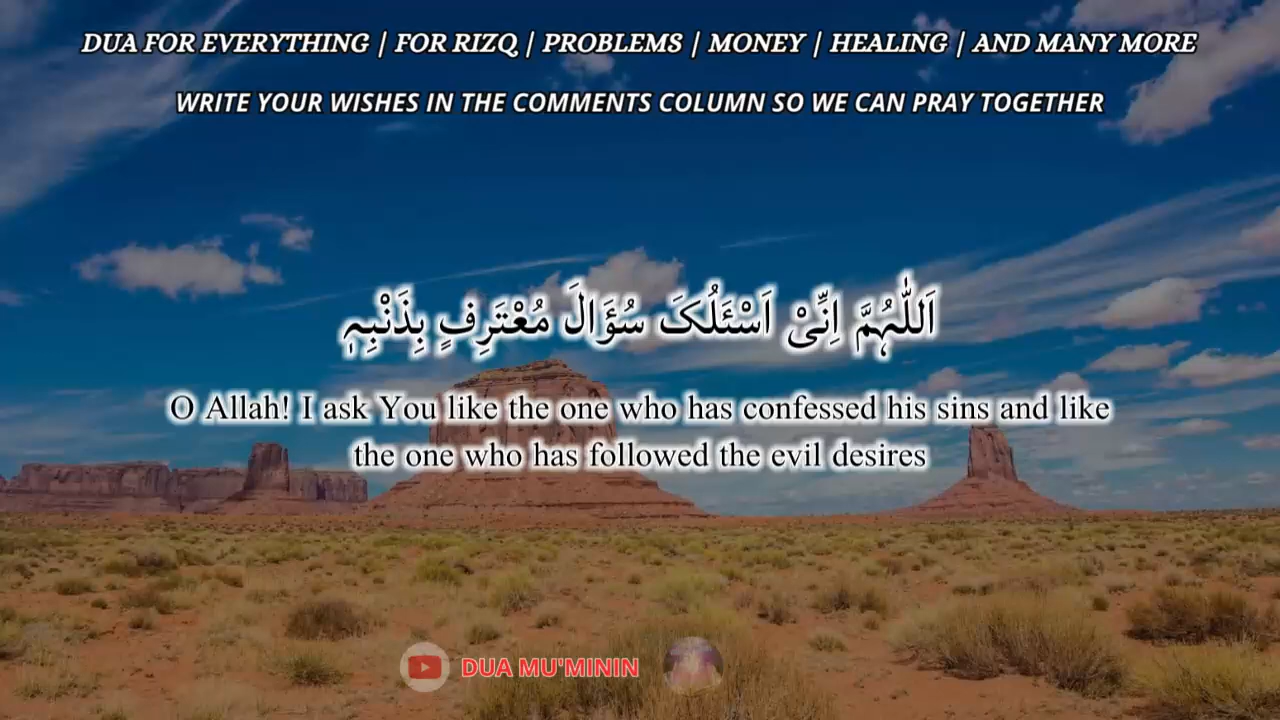 DUA FOR EVERYTHING | FOR RIZQ | PROBLEMS | MONEY | HEALING | AND MANY MORE
WRITE YOUR WISHES IN THE COMMENTS COLUMN SO WE CAN PRAY TOGETHER
اَللّٰہُمَّ اِنِّیْ اَسْئَلُکَ سُؤَالَ مُعْتَرِفٍ بِذَنْۢبِہٖ
O Allah! I ask You like the one who has confessed his sins and like
the one who has followed the evil desires
DUA MU'MININ